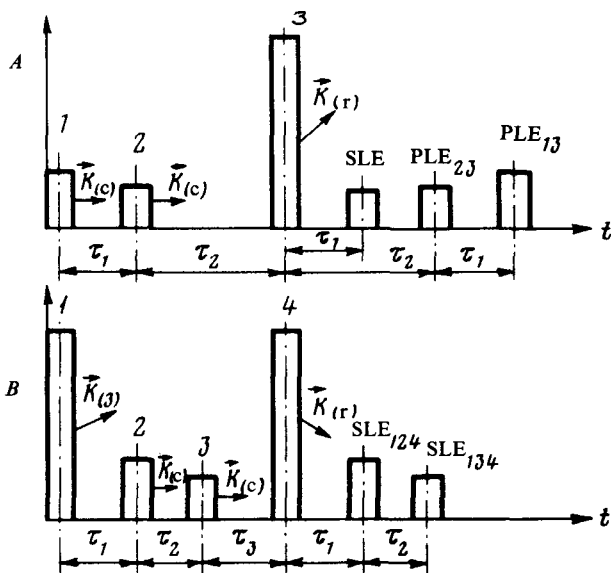 A
1
2
3
K⃗(c)
K⃗(c)
K⃗(r)
SLE
PLE₂₃
PLE₁₃
τ₁
τ₂
τ₁
τ₂
τ₁
t
B
1
2
3
4
K⃗(3)
K⃗(c)
K⃗(c)
K⃗(r)
SLE₁₂₄
SLE₁₃₄
τ₁
τ₂
τ₃
τ₁
τ₂
t